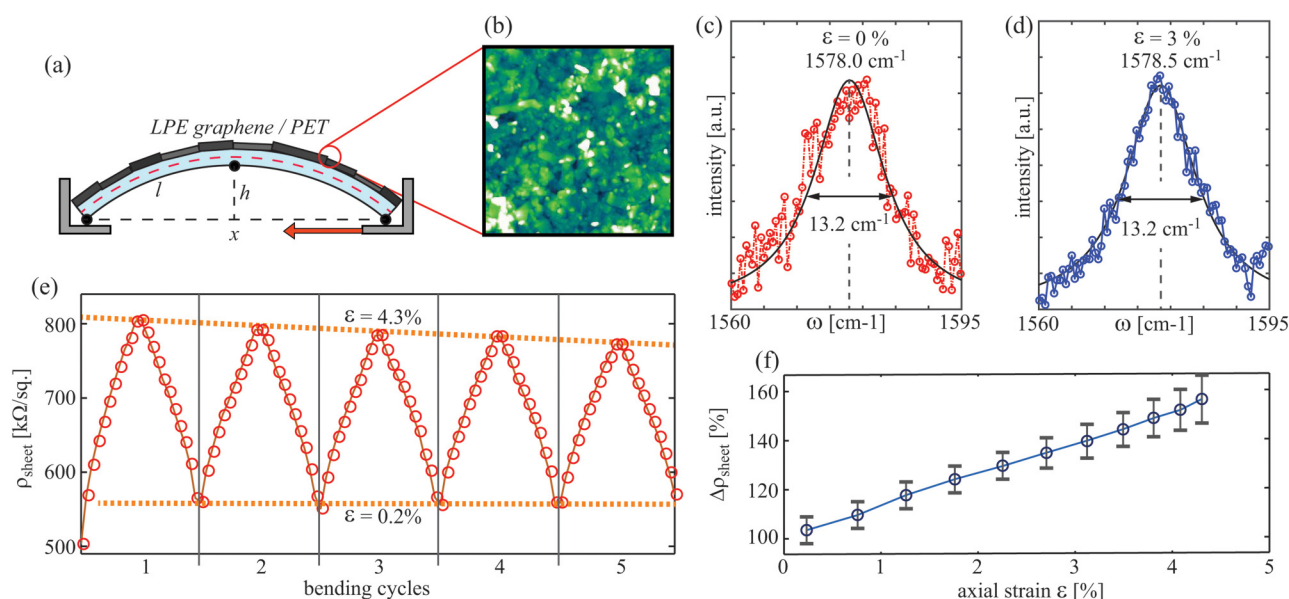 (a)
LPE graphene / PET
l
h
x
(b)
(c)
ε = 0 %
1578.0 cm-1
13.2 cm-1
intensity [a.u.]
1560
ω [cm-1]
1595
(d)
ε = 3 %
1578.5 cm-1
13.2 cm-1
intensity [a.u.]
1560
ω [cm-1]
1595
(e)
ε = 4.3%
ε = 0.2%
ρsheet [kΩ/sq.]
800
700
600
500
1 2 3 4 5
bending cycles
(f)
Δρsheet [%]
160
140
120
100
0 1 2 3 4 5
axial strain ε [%]